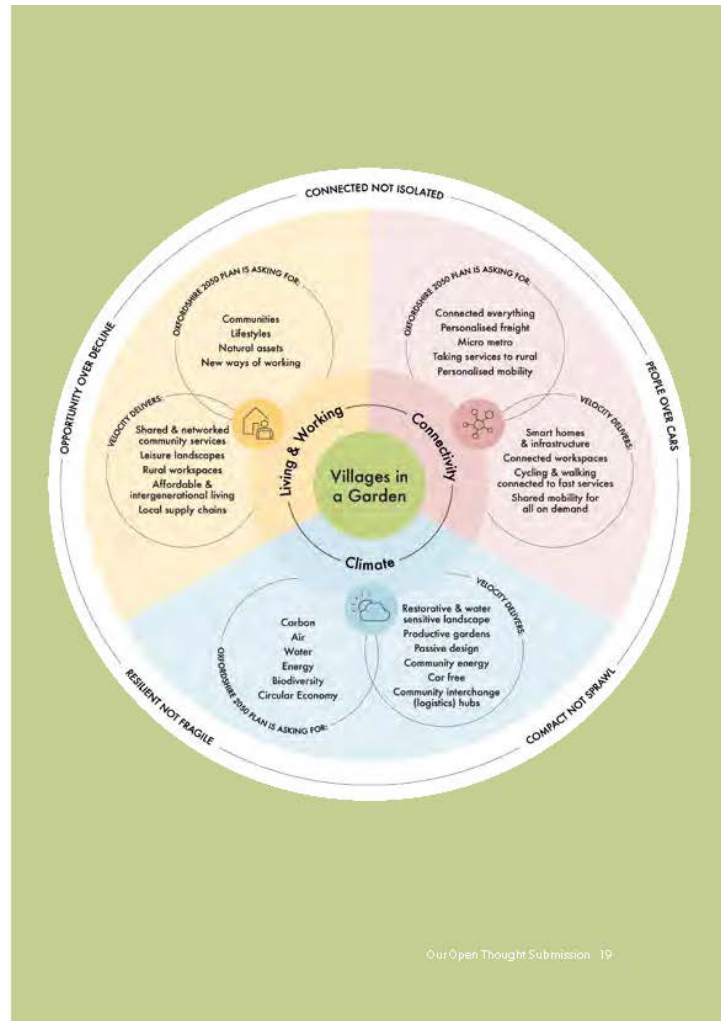 CONNECTED NOT ISOLATED
OPPORTUNITY OVER DECLINE
PEOPLE OVER CARS
RESILIENT NOT FRAGILE
COMPACT NOT SPRAWL
OXFORDSHIRE 2050 PLAN IS ASKING FOR:
Communities
Lifestyles
Natural assets
New ways of working
VELOCITY DELIVERS:
Shared & networked
community services
Leisure landscapes
Rural workspaces
Affordable &
intergenerational living
Local supply chains
OXFORDSHIRE 2050 PLAN IS ASKING FOR:
Connected everything
Personalised freight
Micro metro
Taking services to rural
Personalised mobility
VELOCITY DELIVERS:
Smart homes
& infrastructure
Connected workspaces
Cycling & walking
connected to fast services
Shared mobility for
all on demand
Living & Working
Connectivity
Climate
Villages in
a Garden
OXFORDSHIRE 2050 PLAN IS ASKING FOR:
Carbon
Air
Water
Energy
Biodiversity
Circular Economy
VELOCITY DELIVERS:
Restorative & water
sensitive landscape
Productive gardens
Passive design
Community energy
Car free
Community interchange
(logistics) hubs
Our Open Thought Submission 19